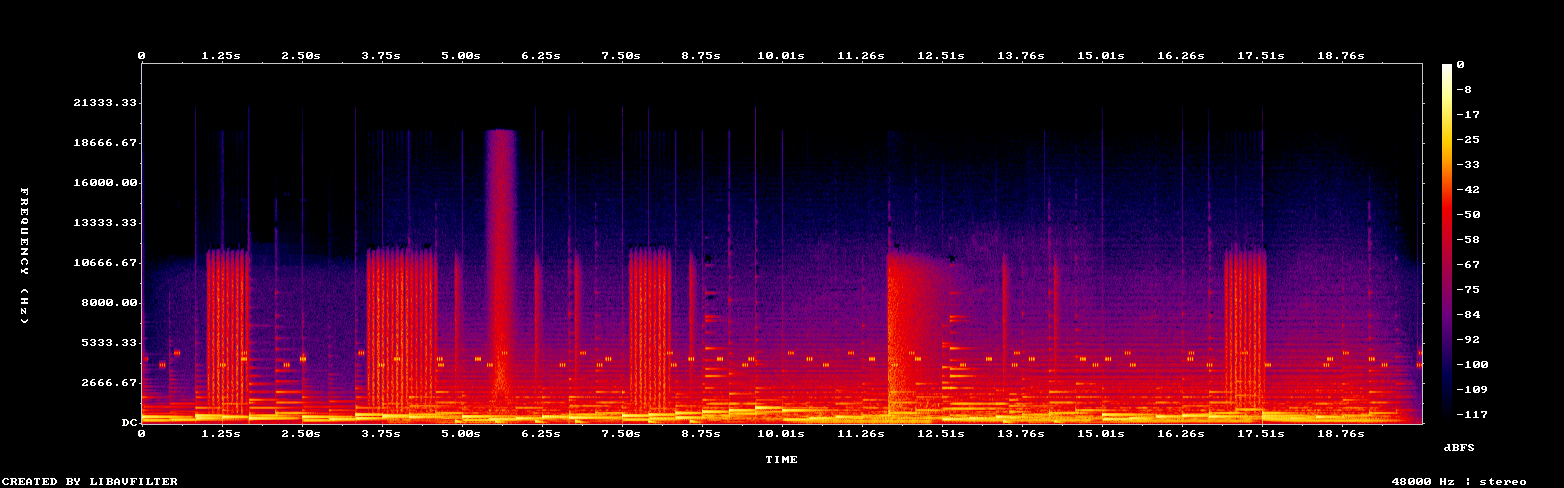 0 1.25s 2.50s 3.75s 5.00s 6.25s 7.50s 8.75s 10.01s 11.26s 12.51s 13.76s 15.01s 16.26s 17.51s 18.76s
21333.33
18666.67
16000.00
13333.33
10666.67
8000.00
5333.33
2666.67
DC
FREQUENCY (Hz)
0
-8
-17
-25
-33
-42
-50
-58
-67
-75
-84
-92
-100
-109
-117
dBFS
0 1.25s 2.50s 3.75s 5.00s 6.25s 7.50s 8.75s 10.01s 11.26s 12.51s 13.76s 15.01s 16.26s 17.51s 18.76s
TIME
CREATED BY LIBAVFILTER
48000 Hz | stereo